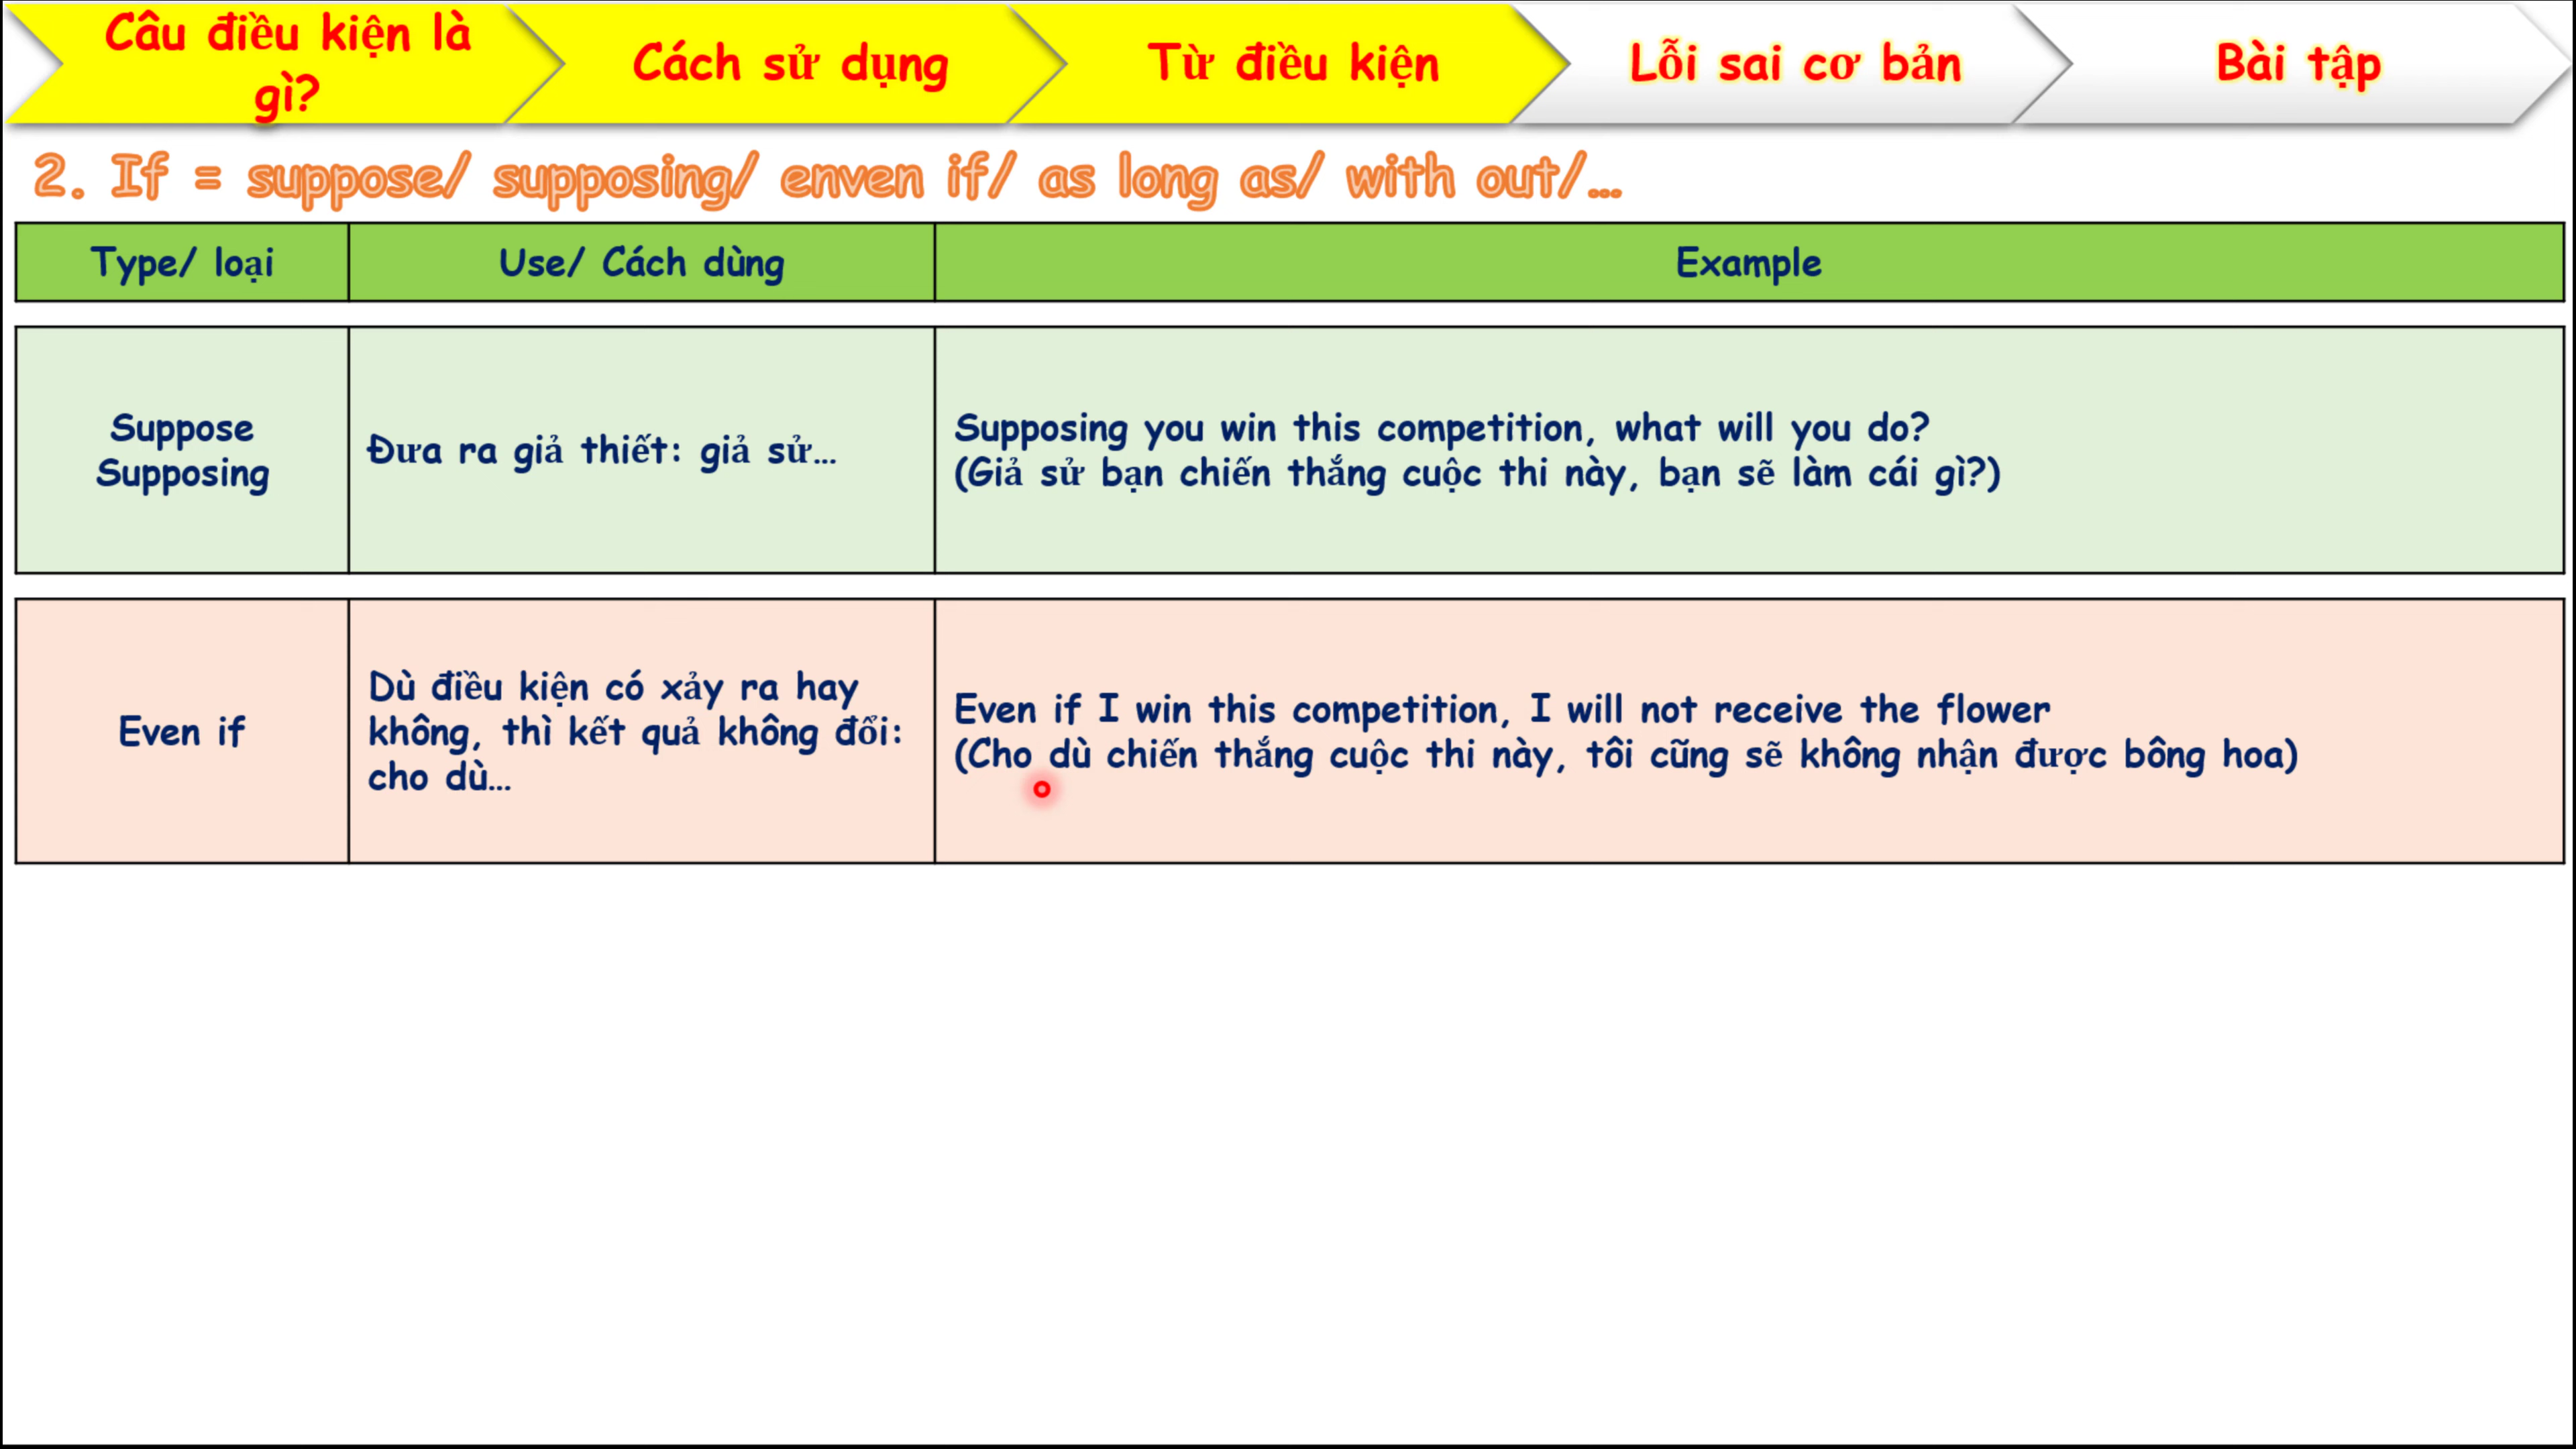 Câu điều kiện là
gì?
Cách sử dụng
Từ điều kiện
Lỗi sai cơ bản
Bài tập
2. If = suppose/ supposing/ enven if/ as long as/ with out/...
Type/ loại
Use/ Cách dùng
Example
Suppose
Supposing
Đưa ra giả thiết: giả sử...
Supposing you win this competition, what will you do?
(Giả sử bạn chiến thắng cuộc thi này, bạn sẽ làm cái gì?)
Even if
Dù điều kiện có xảy ra hay
không, thì kết quả không đổi:
cho dù...
Even if I win this competition, I will not receive the flower
(Cho dù chiến thắng cuộc thi này, tôi cũng sẽ không nhận được bông hoa)